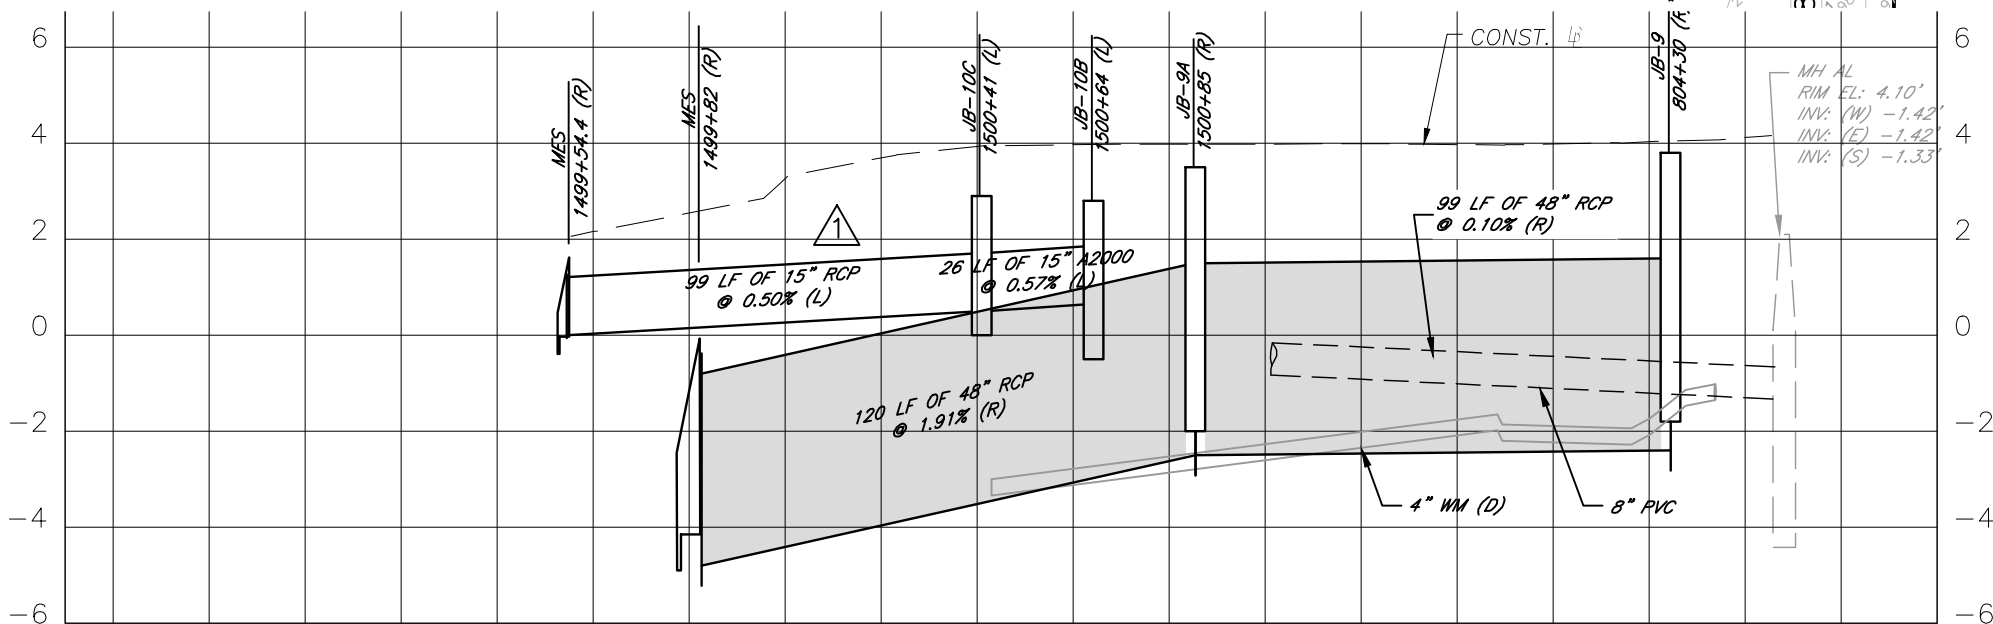 6
4
2
0
-2
-4
-6
MES
1499+54.4 (R)
MES
1499+82 (R)
JB-10C
1500+41 (L)
JB-10B
1500+64 (L)
JB-9A
1500+85 (R)
CONST.
JB-9
804+30 (R)
MH AL
RIM EL: 4.10'
INV: (W) -1.42'
INV: (E) -1.42'
INV: (S) -1.33'
1
99 LF OF 15" RCP
@ 0.50% (L)
26 LF OF 15" A2000
@ 0.57% (L)
99 LF OF 48" RCP
@ 0.10% (R)
120 LF OF 48" RCP
@ 1.91% (R)
4" WM (D)
8" PVC
6
4
2
0
-2
-4
-6